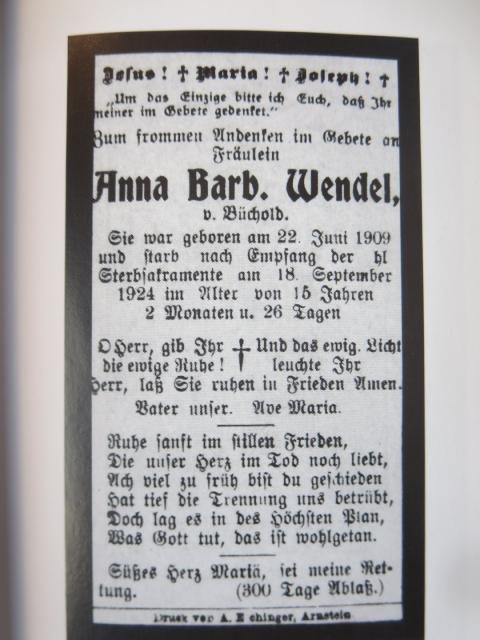 Jesus! † Maria! † Joseph! †
„Um das Einzige bitte ich Euch, daß Ihr
meiner im Gebete gedenket.“
Zum frommen Andenken im Gebete an
Fräulein
Anna Barb. Wendel,
v. Büchold.
Sie war geboren am 22. Juni 1909
und starb nach Empfang der hl
Sterbsakramente am 18. September
1924 im Alter von 15 Jahren
2 Monaten u. 26 Tagen
O Herr, gib Ihr † Und das ewig. Licht
die ewige Ruhe! leuchte Ihr
Herr, laß Sie ruhen in Frieden Amen.
Vater unser. Ave Maria.
Ruhe sanft im stillen Frieden,
Die unser Herz im Tod noch liebt,
Ach viel zu früh bist du geschieden
Hat tief die Trennung uns betrübt,
Doch lag es in des Höchsten Plan,
Was Gott tut, das ist wohlgetan.
Süßes Herz Mariä, sei meine Ret-
tung. (300 Tage Ablaß.)
Druck von A. Echinger, Arnstein.